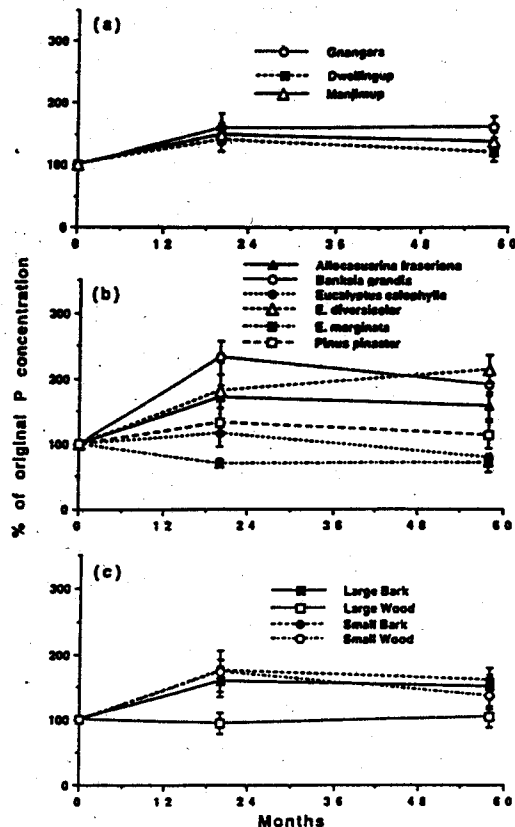 (a)
Gnangara
Dwellingup
Manjimup
300
200
150
100
0
0 12 24 36 48 60
% of original P concentration
(b)
Allocasuarina fraseriana
Banksia grandis
Eucalyptus calophylla
E. diversicolor
E. marginata
Pinus pinaster
300
200
100
0
0 12 24 36 48 60
(c)
Large Bark
Large Wood
Small Bark
Small Wood
300
200
150
100
0
0 12 24 36 48 60
Months